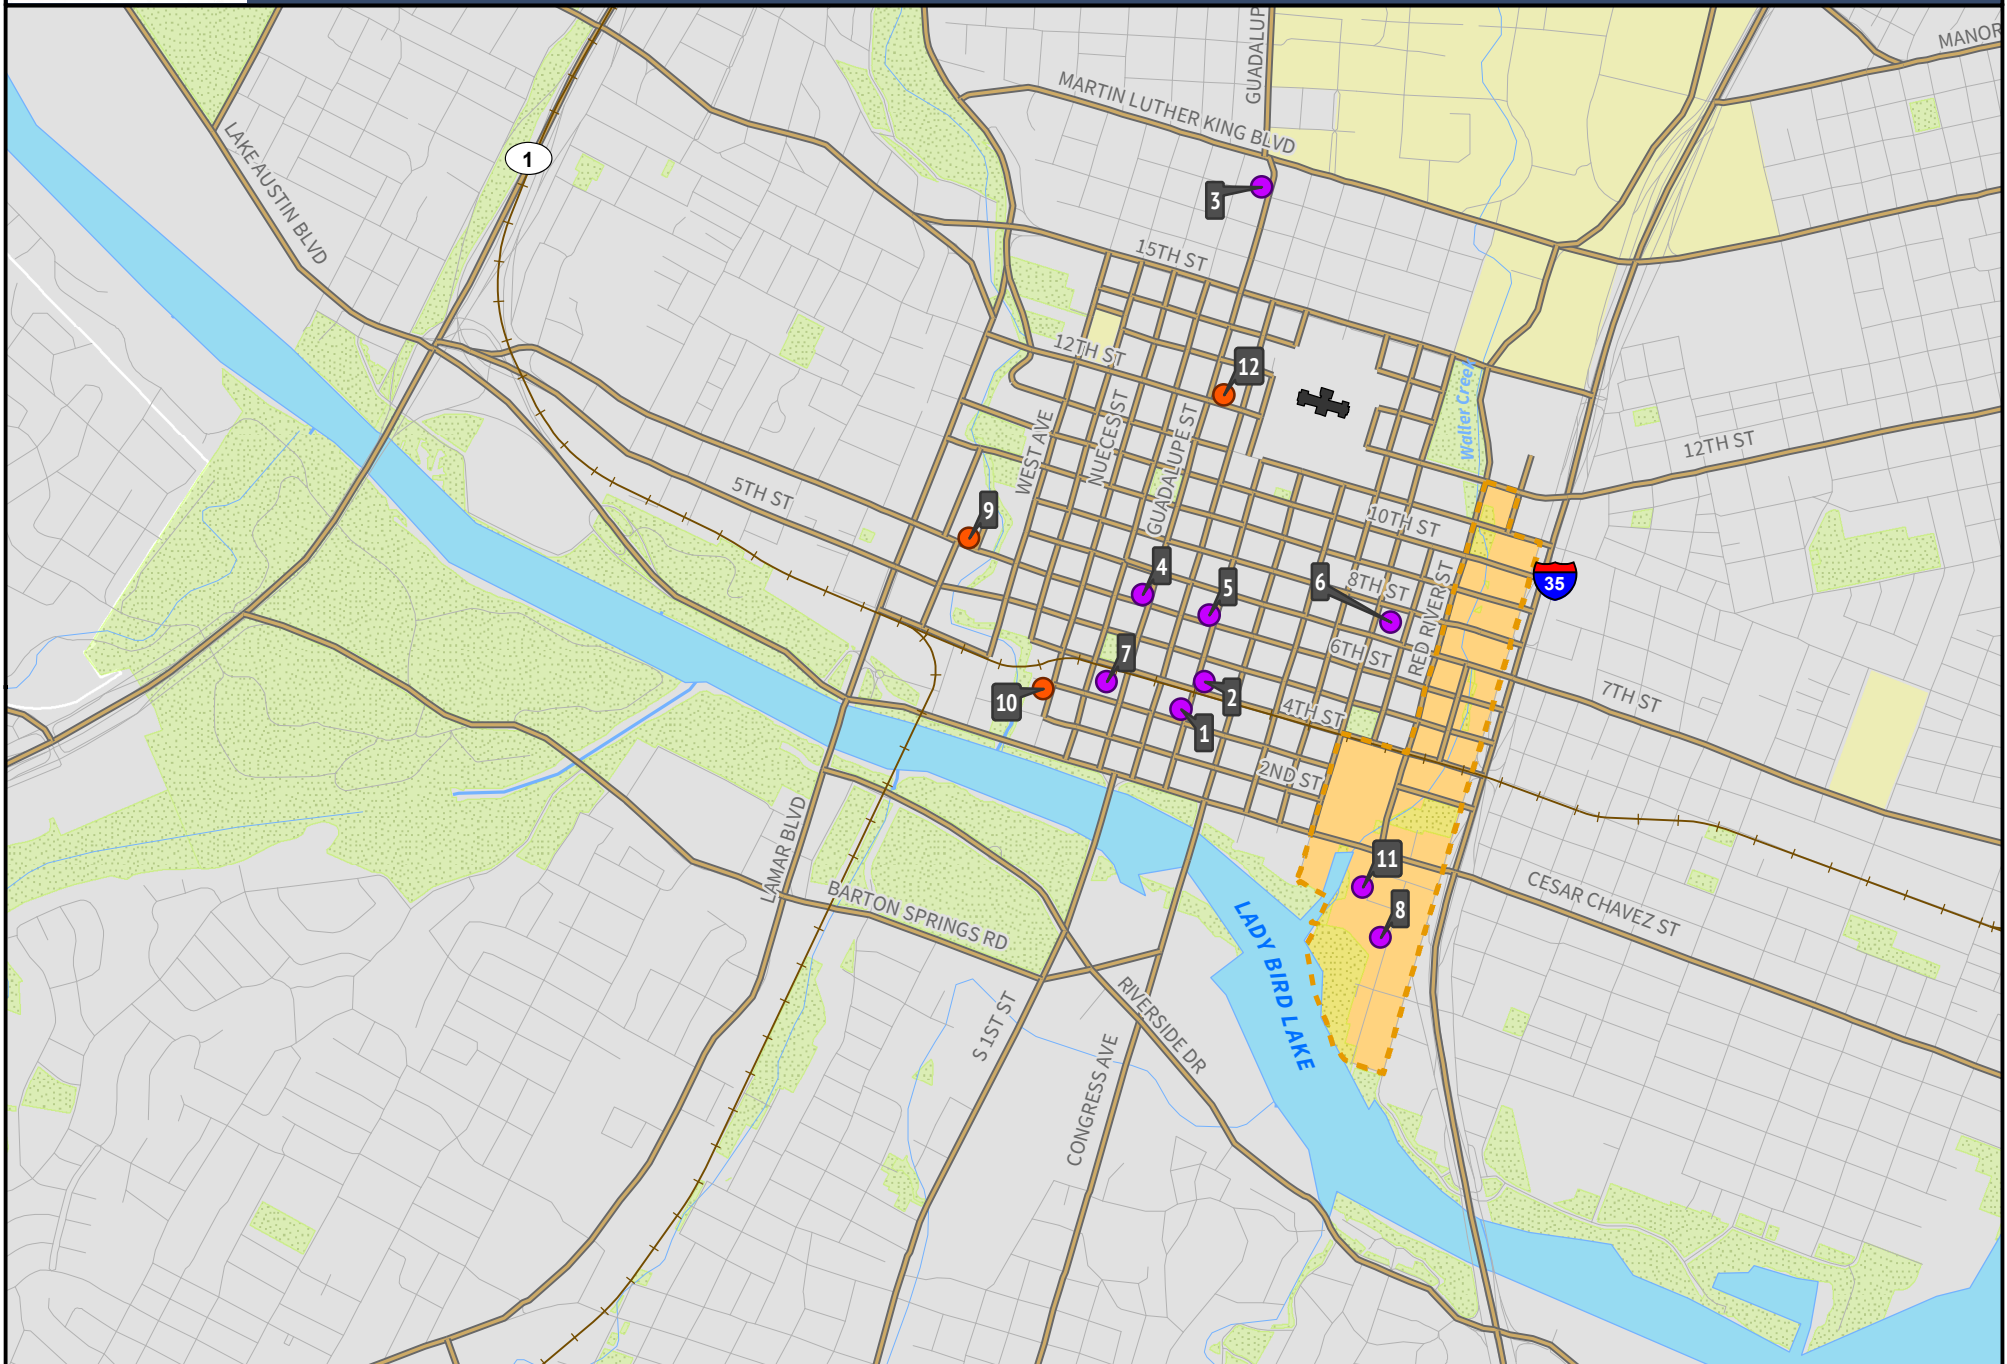 GUADALUP
MANOR
MARTIN LUTHER KING BLVD
LAKE AUSTIN BLVD
1
3
15TH ST
12TH ST
12
Waller Creek
WEST AVE
NUECES ST
GUADALUPE ST
12TH ST
5TH ST
9
10TH ST
4
5
6
8TH ST
RED RIVER ST
35
7
6TH ST
10
2
1
4TH ST
7TH ST
2ND ST
LAMAR BLVD
11
8
CESAR CHAVEZ ST
BARTON SPRINGS RD
LADY BIRD LAKE
S 1ST ST
RIVERSIDE DR
CONGRESS AVE